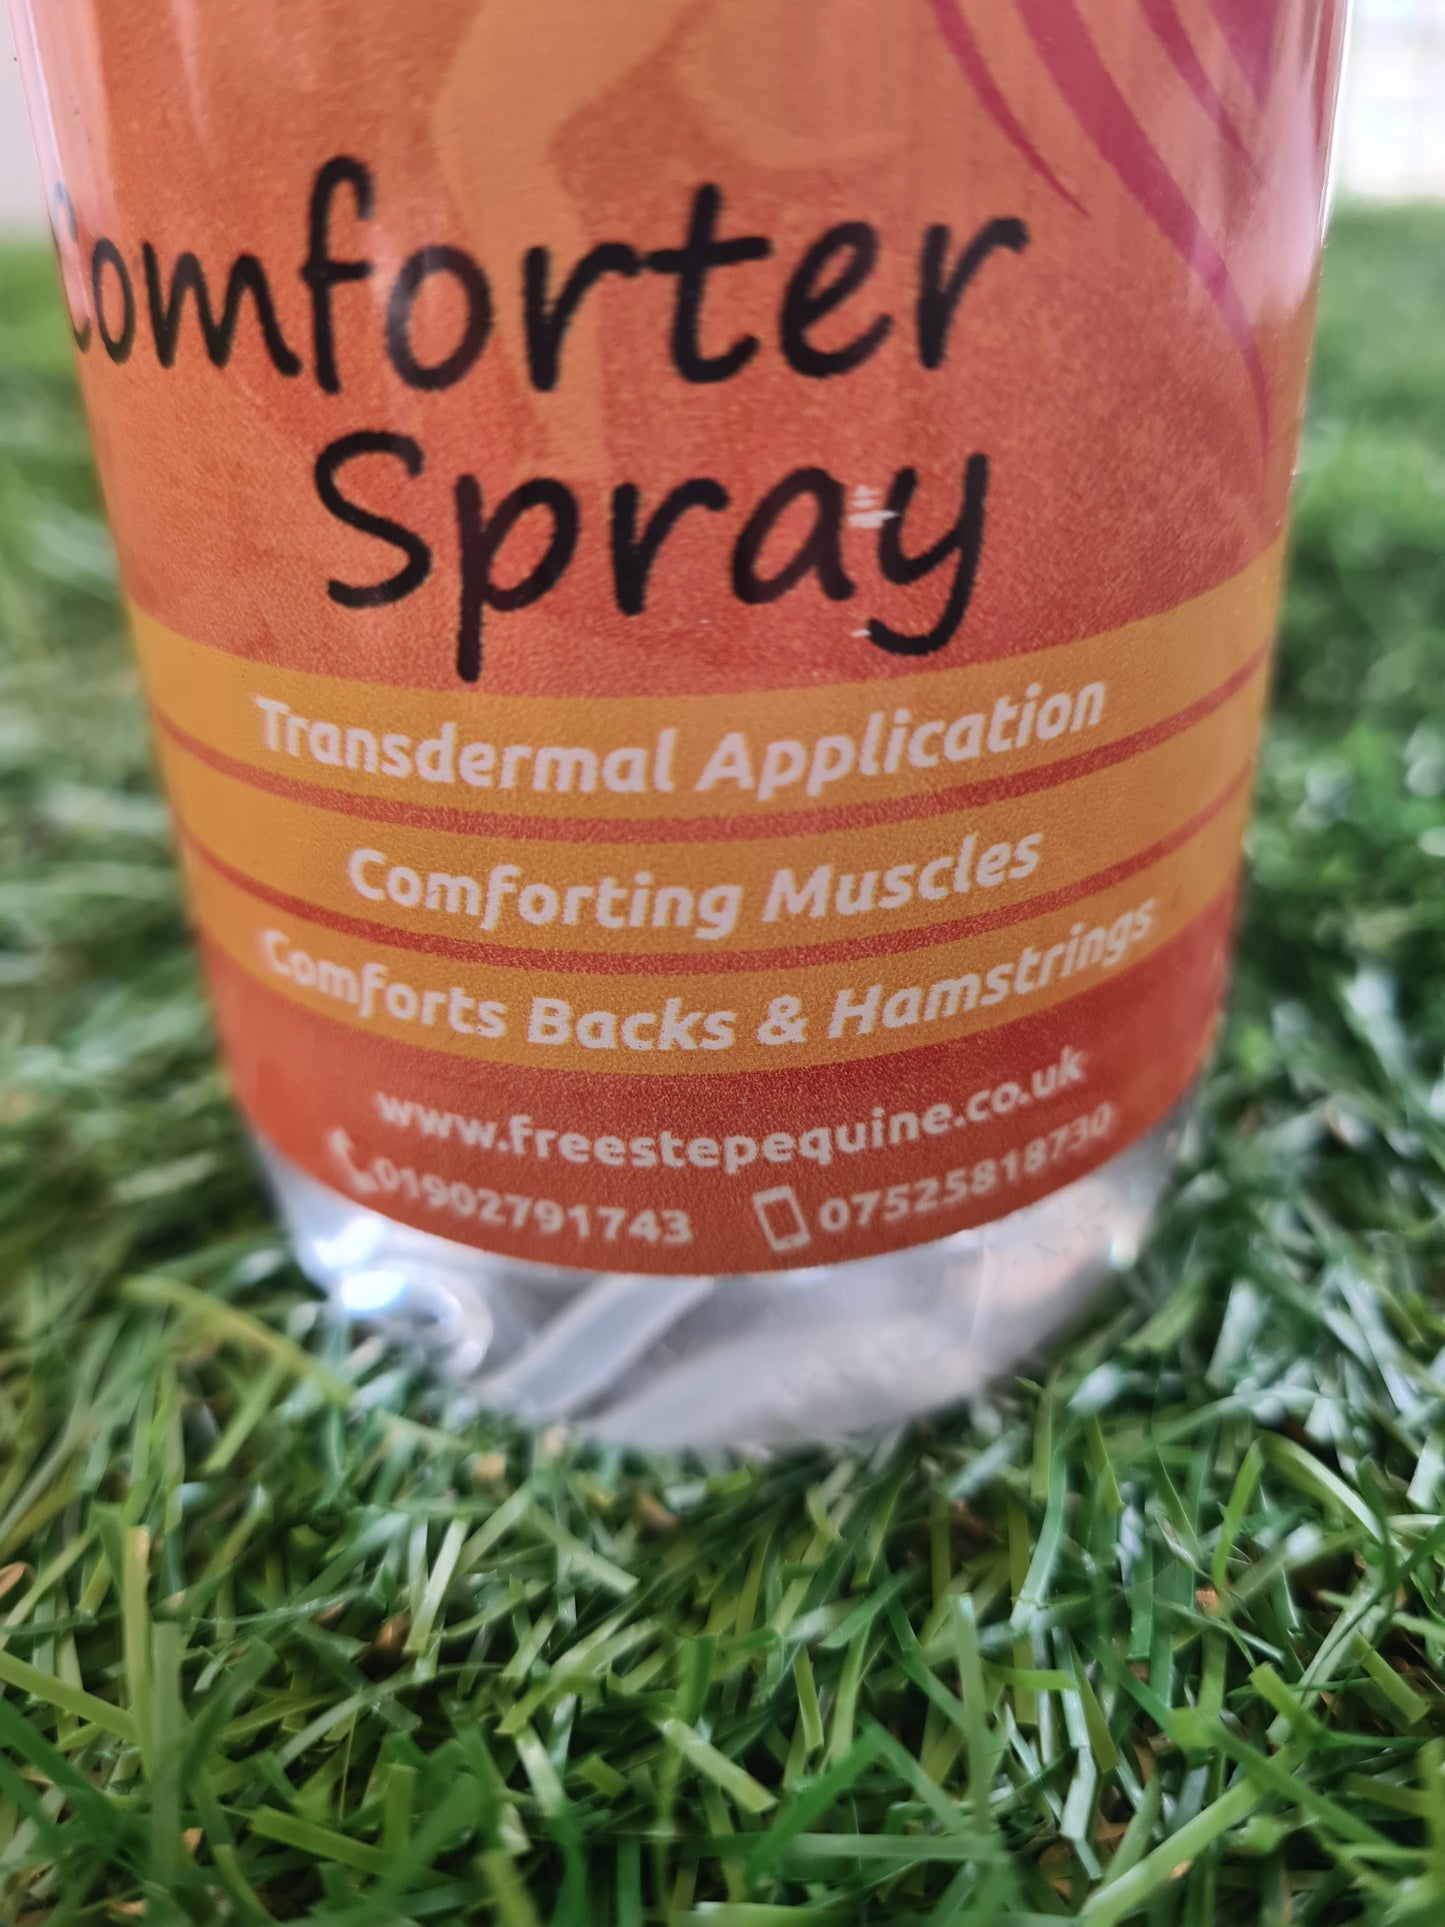 Comforter
Spray
Transdermal Application
Comforting Muscles
Comforts Backs & Hamstrings
www.freestepequine.co.uk
01902791743 07525818730